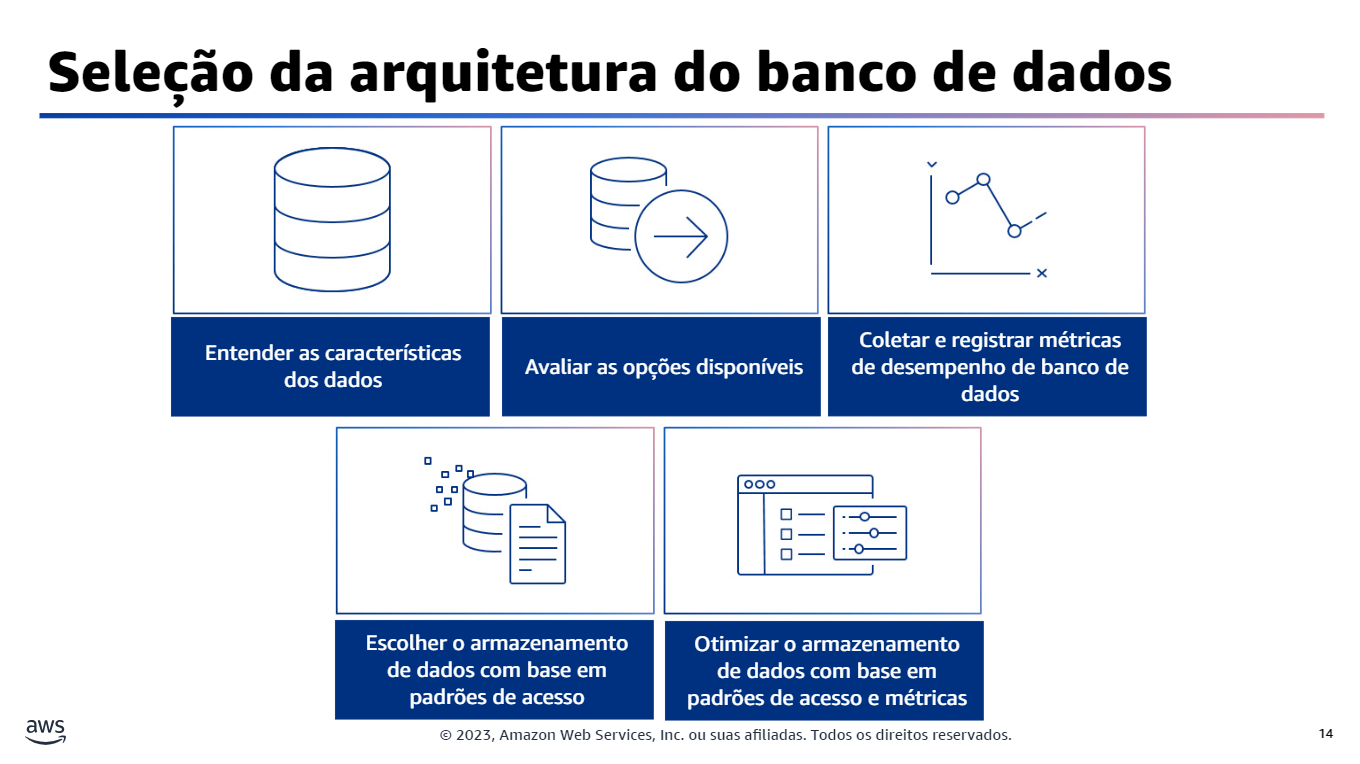 Seleção da arquitetura do banco de dados
Entender as características
dos dados
Avaliar as opções disponíveis
Coletar e registrar métricas
de desempenho de banco de
dados
Escolher o armazenamento
de dados com base em
padrões de acesso
Otimizar o armazenamento
de dados com base em
padrões de acesso e métricas
aws
© 2023, Amazon Web Services, Inc. ou suas afiliadas. Todos os direitos reservados.
14